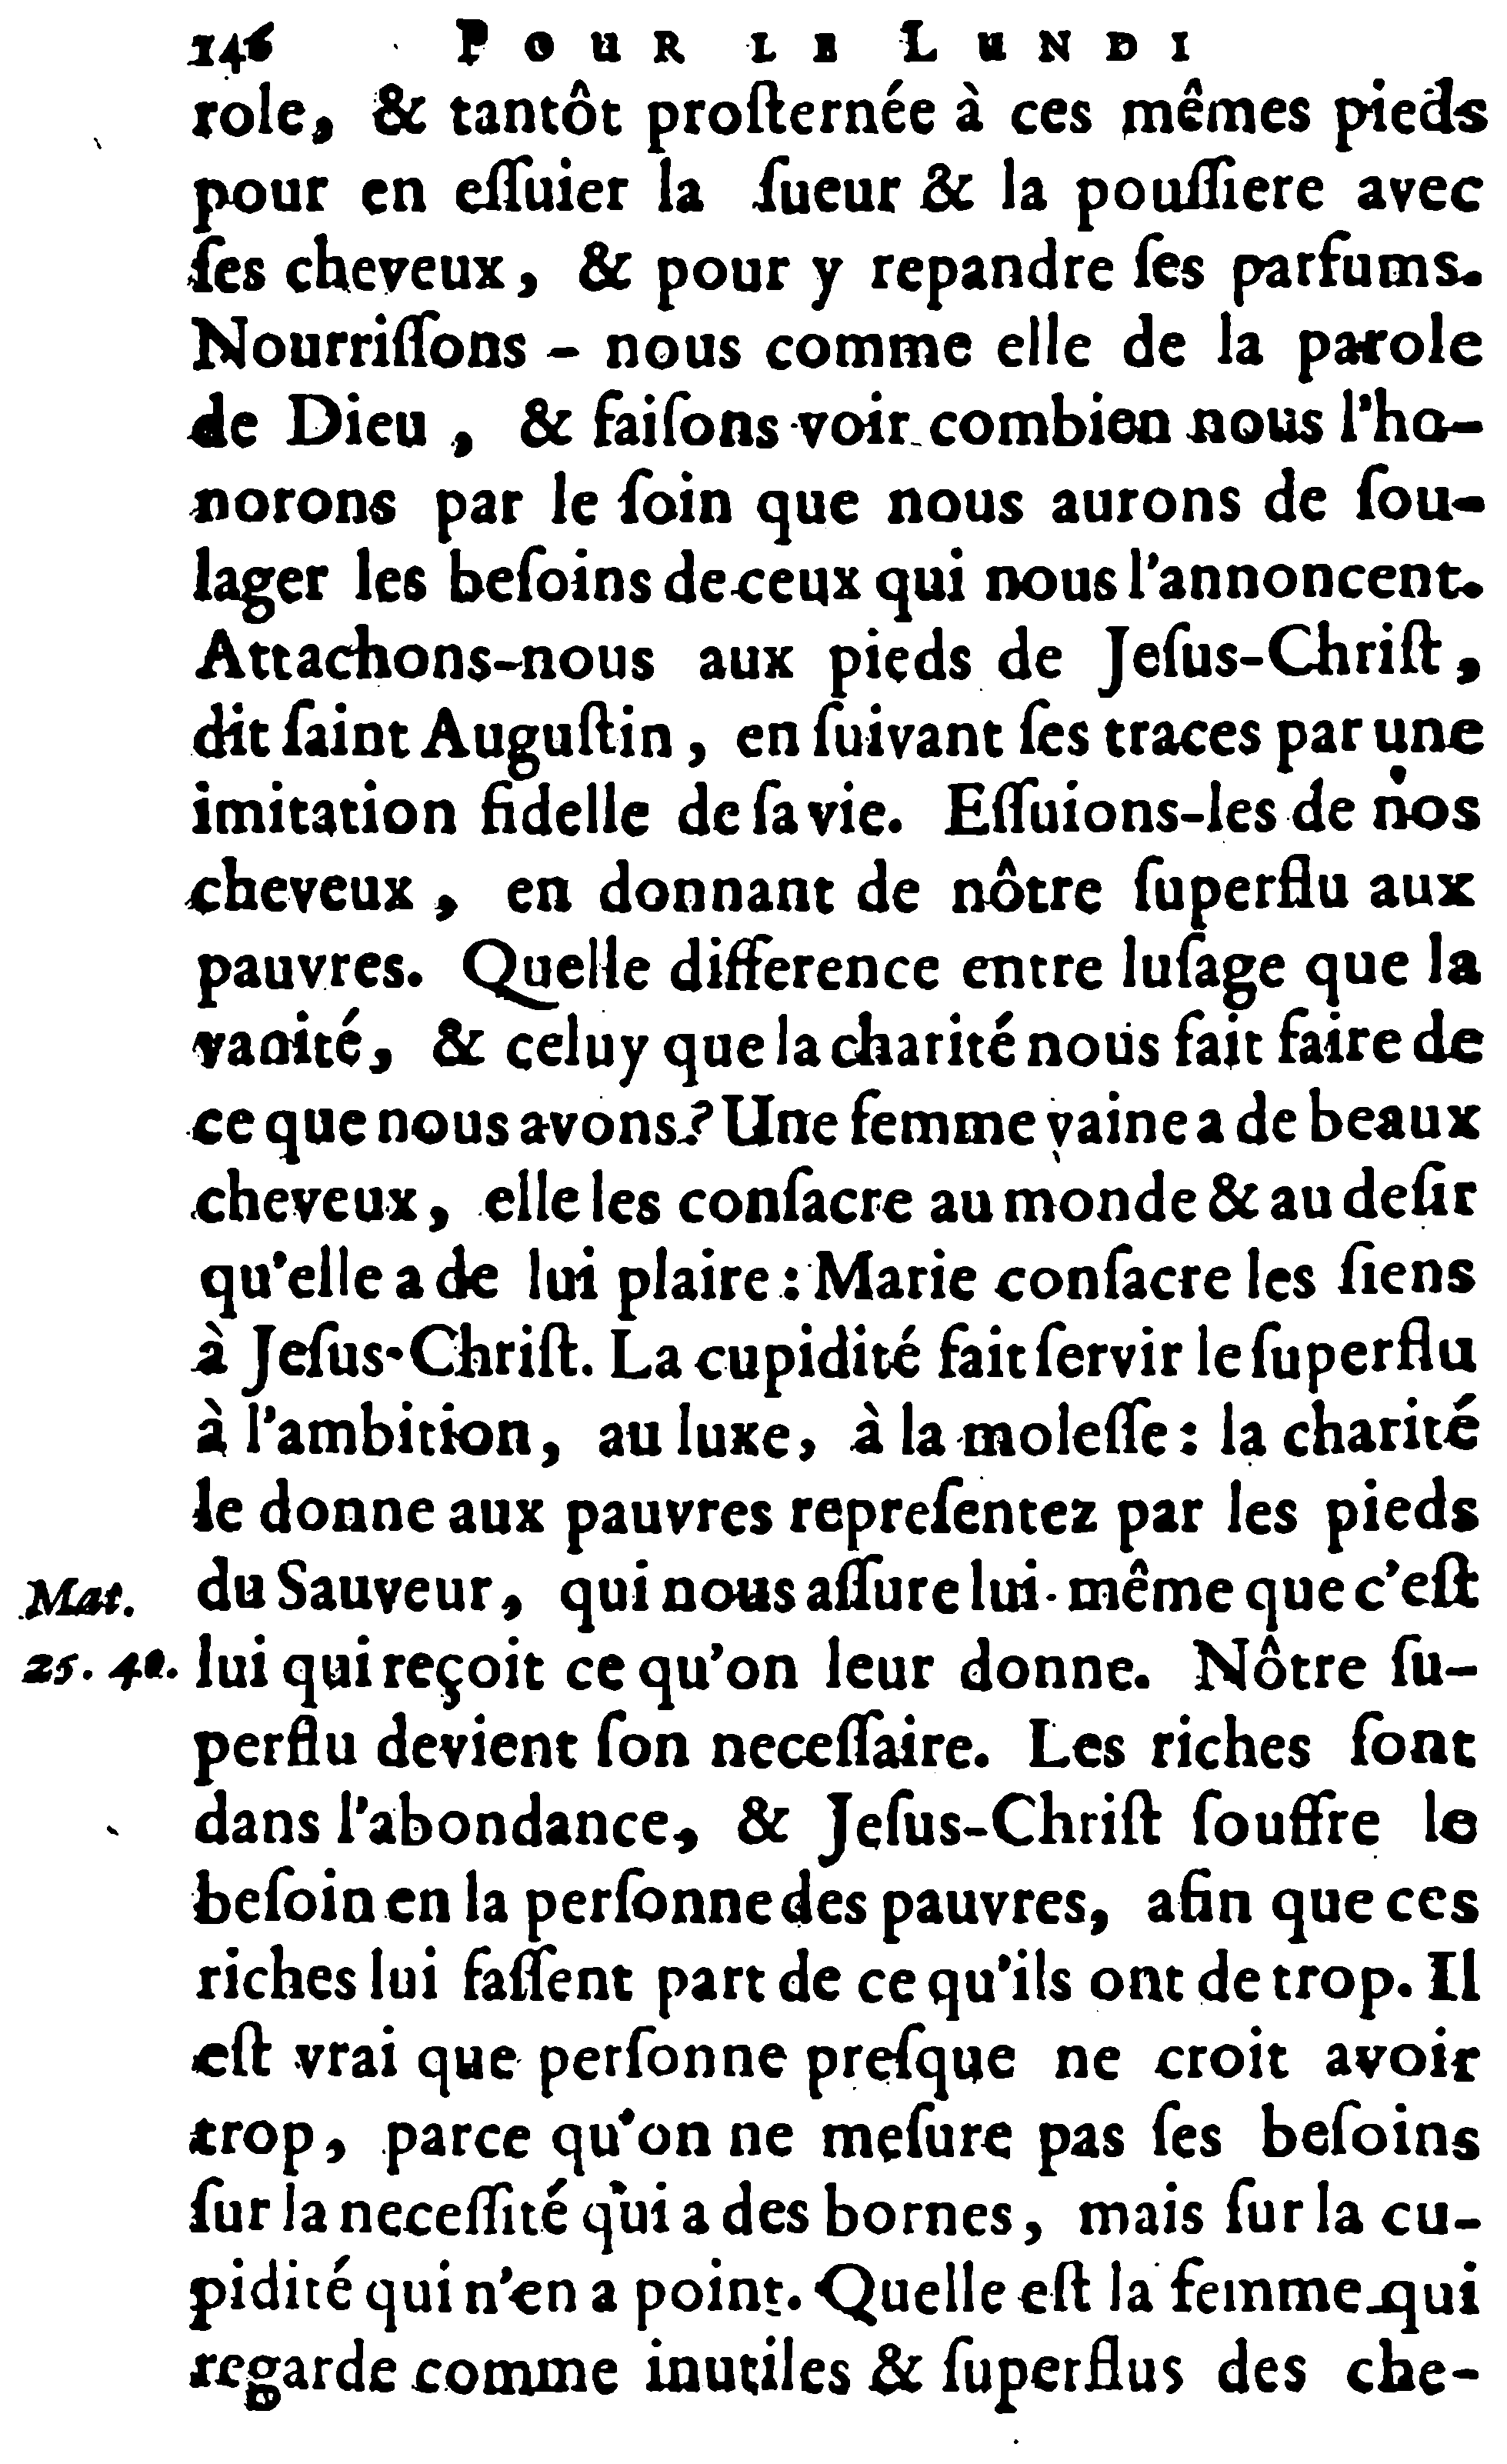 146 POUR LE LUNDI
role, & tantôt proſternée à ces mêmes pieds
pour en eſſuier la ſueur & la pouſſiere avec
ſes cheveux, & pour y repandre ſes parfums.
Nourriſſons-nous comme elle de la parole
de Dieu, & faiſons voir combien nous l'ho-
norons par le ſoin que nous aurons de ſou-
lager les beſoins de ceux qui nous l'annoncent.
Attachons-nous aux pieds de Jeſus-Chriſt,
dit ſaint Auguſtin, en ſuivant ſes traces par une
imitation fidelle de ſa vie. Eſſuions-les de nos
cheveux, en donnant de nôtre ſuperflu aux
pauvres. Quelle difference entre luſage que la
vanité, & celuy que la charité nous fait faire de
ce que nous avons? Une femme vaine a de beaux
cheveux, elle les conſacre au monde & au deſir
qu'elle a de lui plaire: Marie conſacre les ſiens
à Jeſus-Chriſt. La cupidité fait ſervir le ſuperflu
à l'ambition, au luxe, à la moleſſe: la charité
le donne aux pauvres repreſentez par les pieds
Mat. du Sauveur, qui nous aſſure lui-même que c'eſt
25. 40. lui qui reçoit ce qu'on leur donne. Nôtre ſu-
perflu devient ſon neceſſaire. Les riches ſont
dans l'abondance, & Jeſus-Chriſt ſouffre le
beſoin en la perſonne des pauvres, afin que ces
riches lui faſſent part de ce qu'ils ont de trop. Il
eſt vrai que perſonne preſque ne croit avoir
trop, parce qu'on ne meſure pas ſes beſoins
ſur la neceſſité qui a des bornes, mais ſur la cu-
pidité qui n'en a point. Quelle eſt la femme qui
regarde comme inutiles & ſuperflus des che-